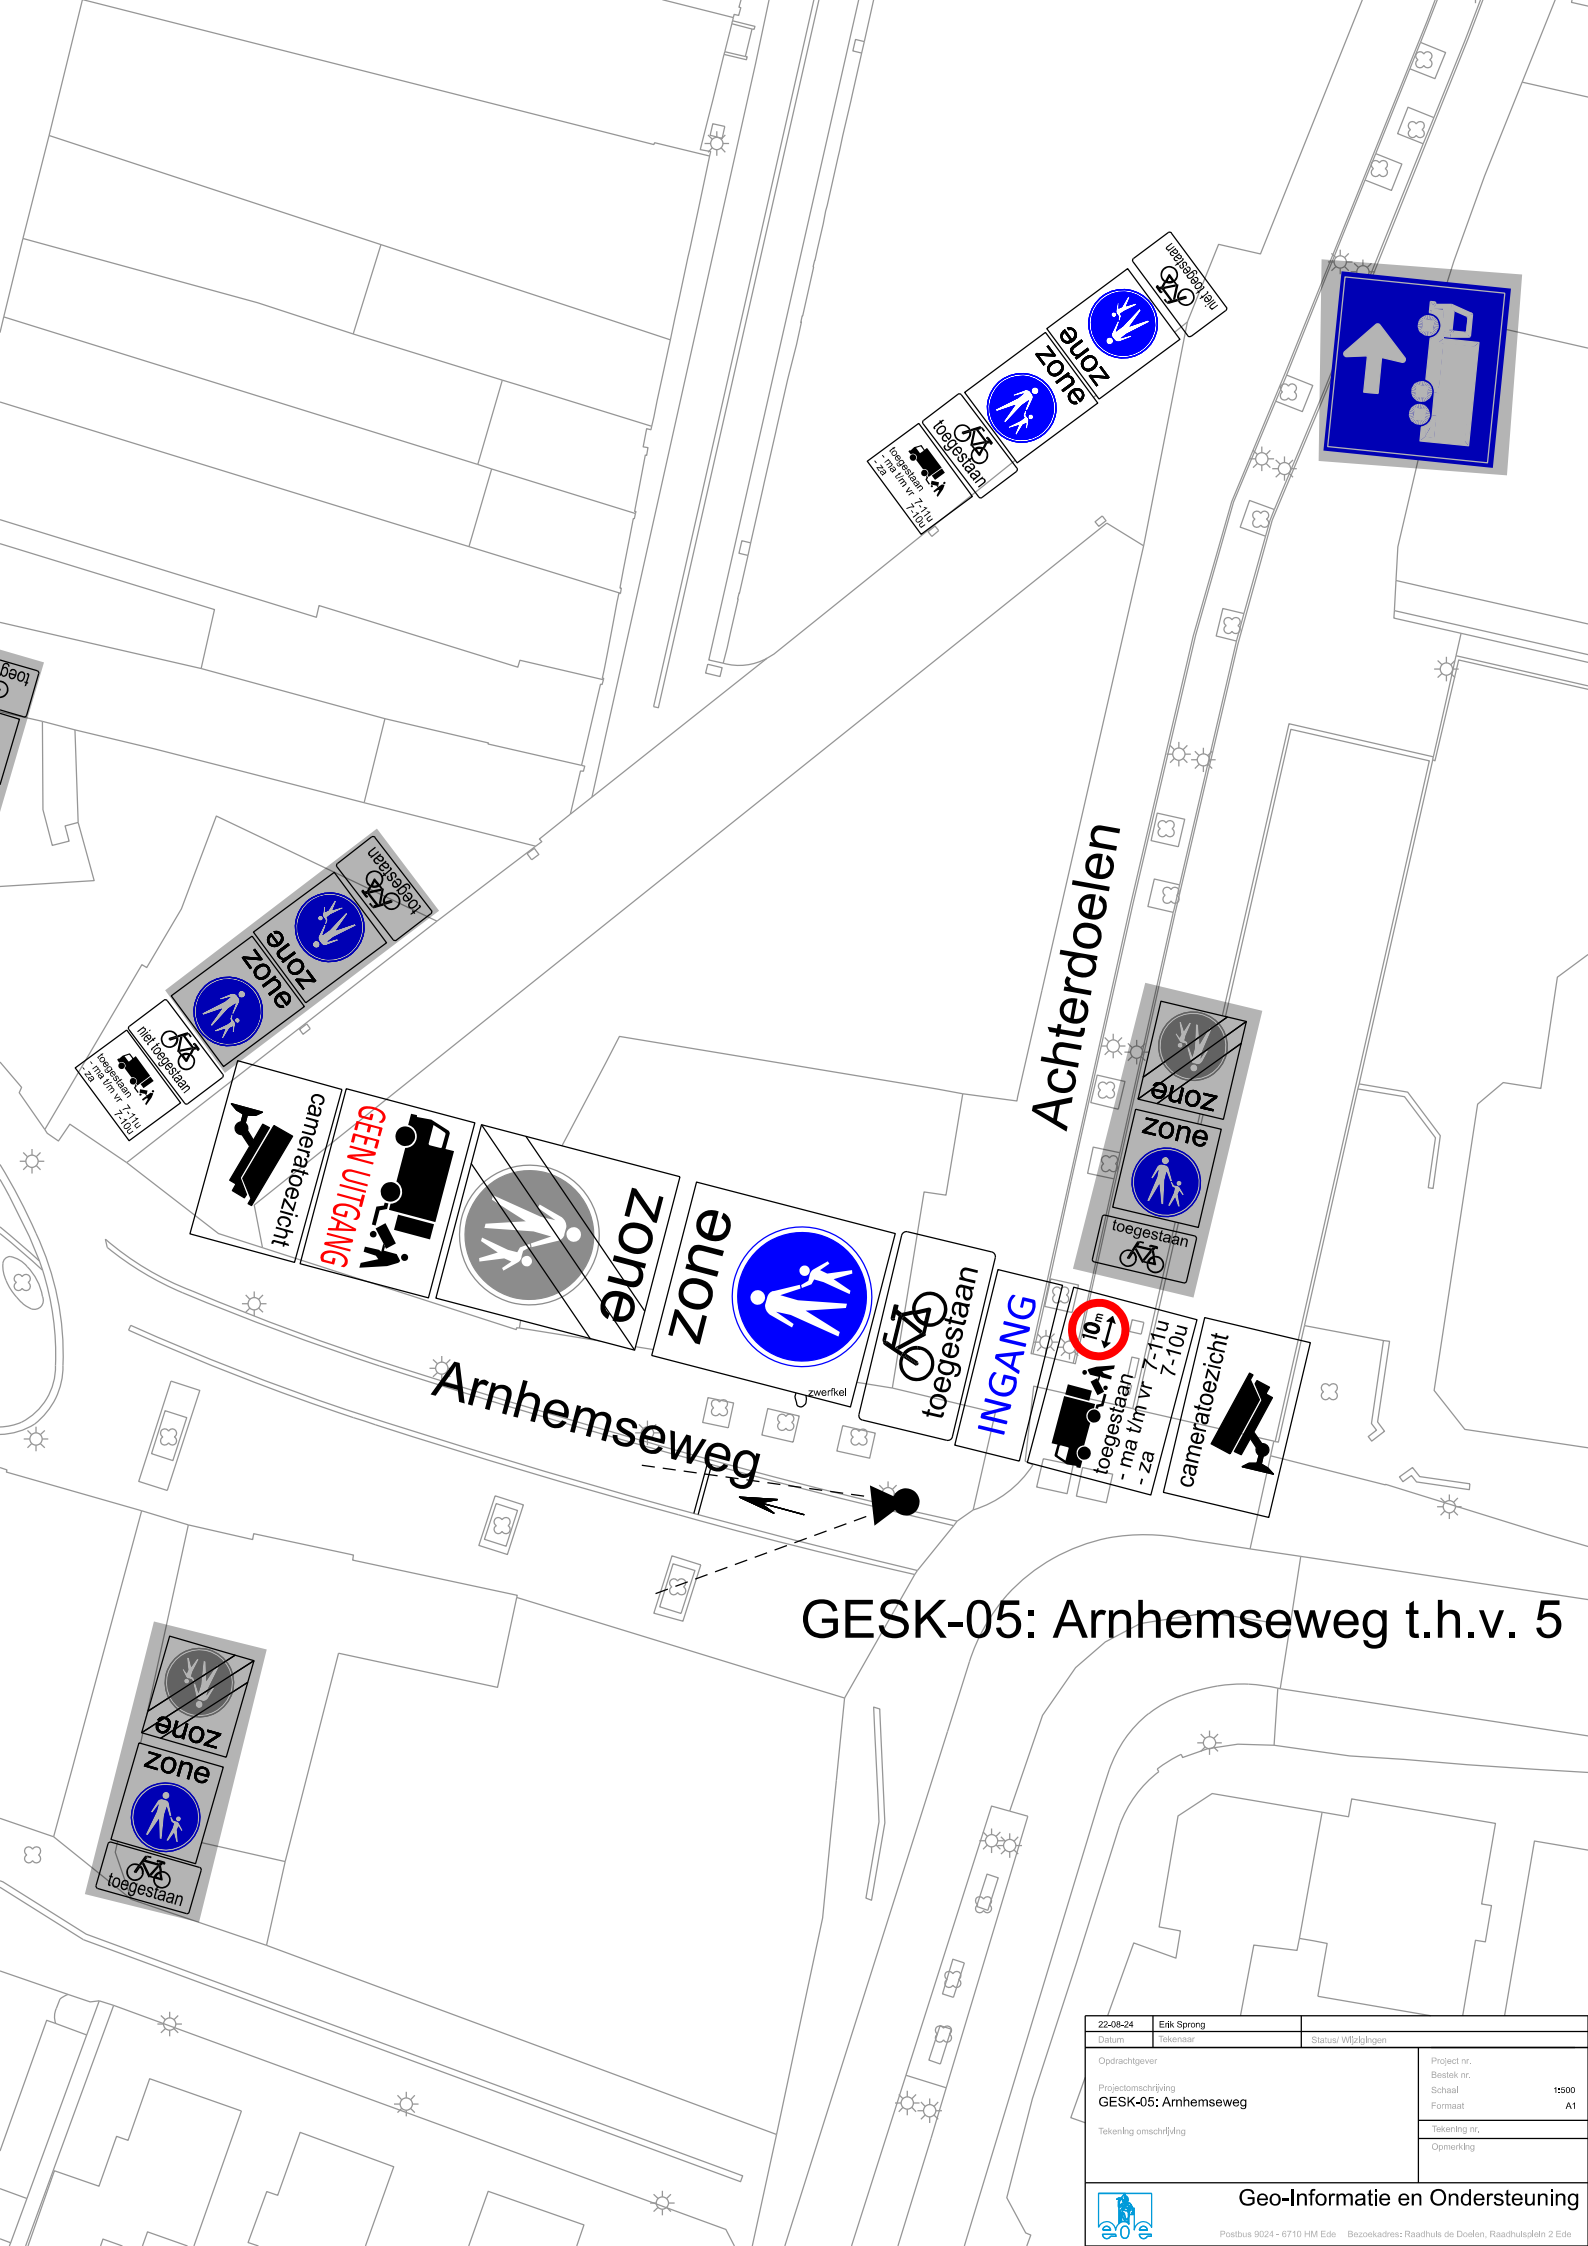 niet toegestaan
zone
zone
toegestaan
toegestaan
- ma t/m vr 7-11u
- za 7-10u
toeg
toegestaan
zone
zone
niet toegestaan
toegestaan
- ma t/m vr 7-11u
- za 7-10u
Achterdoelen
zone
zone
toegestaan
cameratoezicht
GEEN UITGANG
zone
zone
toegestaan
INGANG
10m
toegestaan
- ma t/m vr 7-11u
- za 7-10u
cameratoezicht
zwerfkei
Arnhemseweg
GESK-05: Arnhemseweg t.h.v. 5
zone
zone
toegestaan
22-08-24 Erik Sprong
Datum Tekenaar Status/ Wijzigingen
Opdrachtgever
Projectomschrijving
GESK-05: Arnhemseweg
Tekening omschrijving
Project nr.
Bestek nr.
Schaal 1:500
Formaat A1
Tekening nr.
Opmerking
ede
Geo-Informatie en Ondersteuning
Postbus 9024 - 6710 HM Ede Bezoekadres: Raadhuis de Doelen, Raadhuisplein 2 Ede